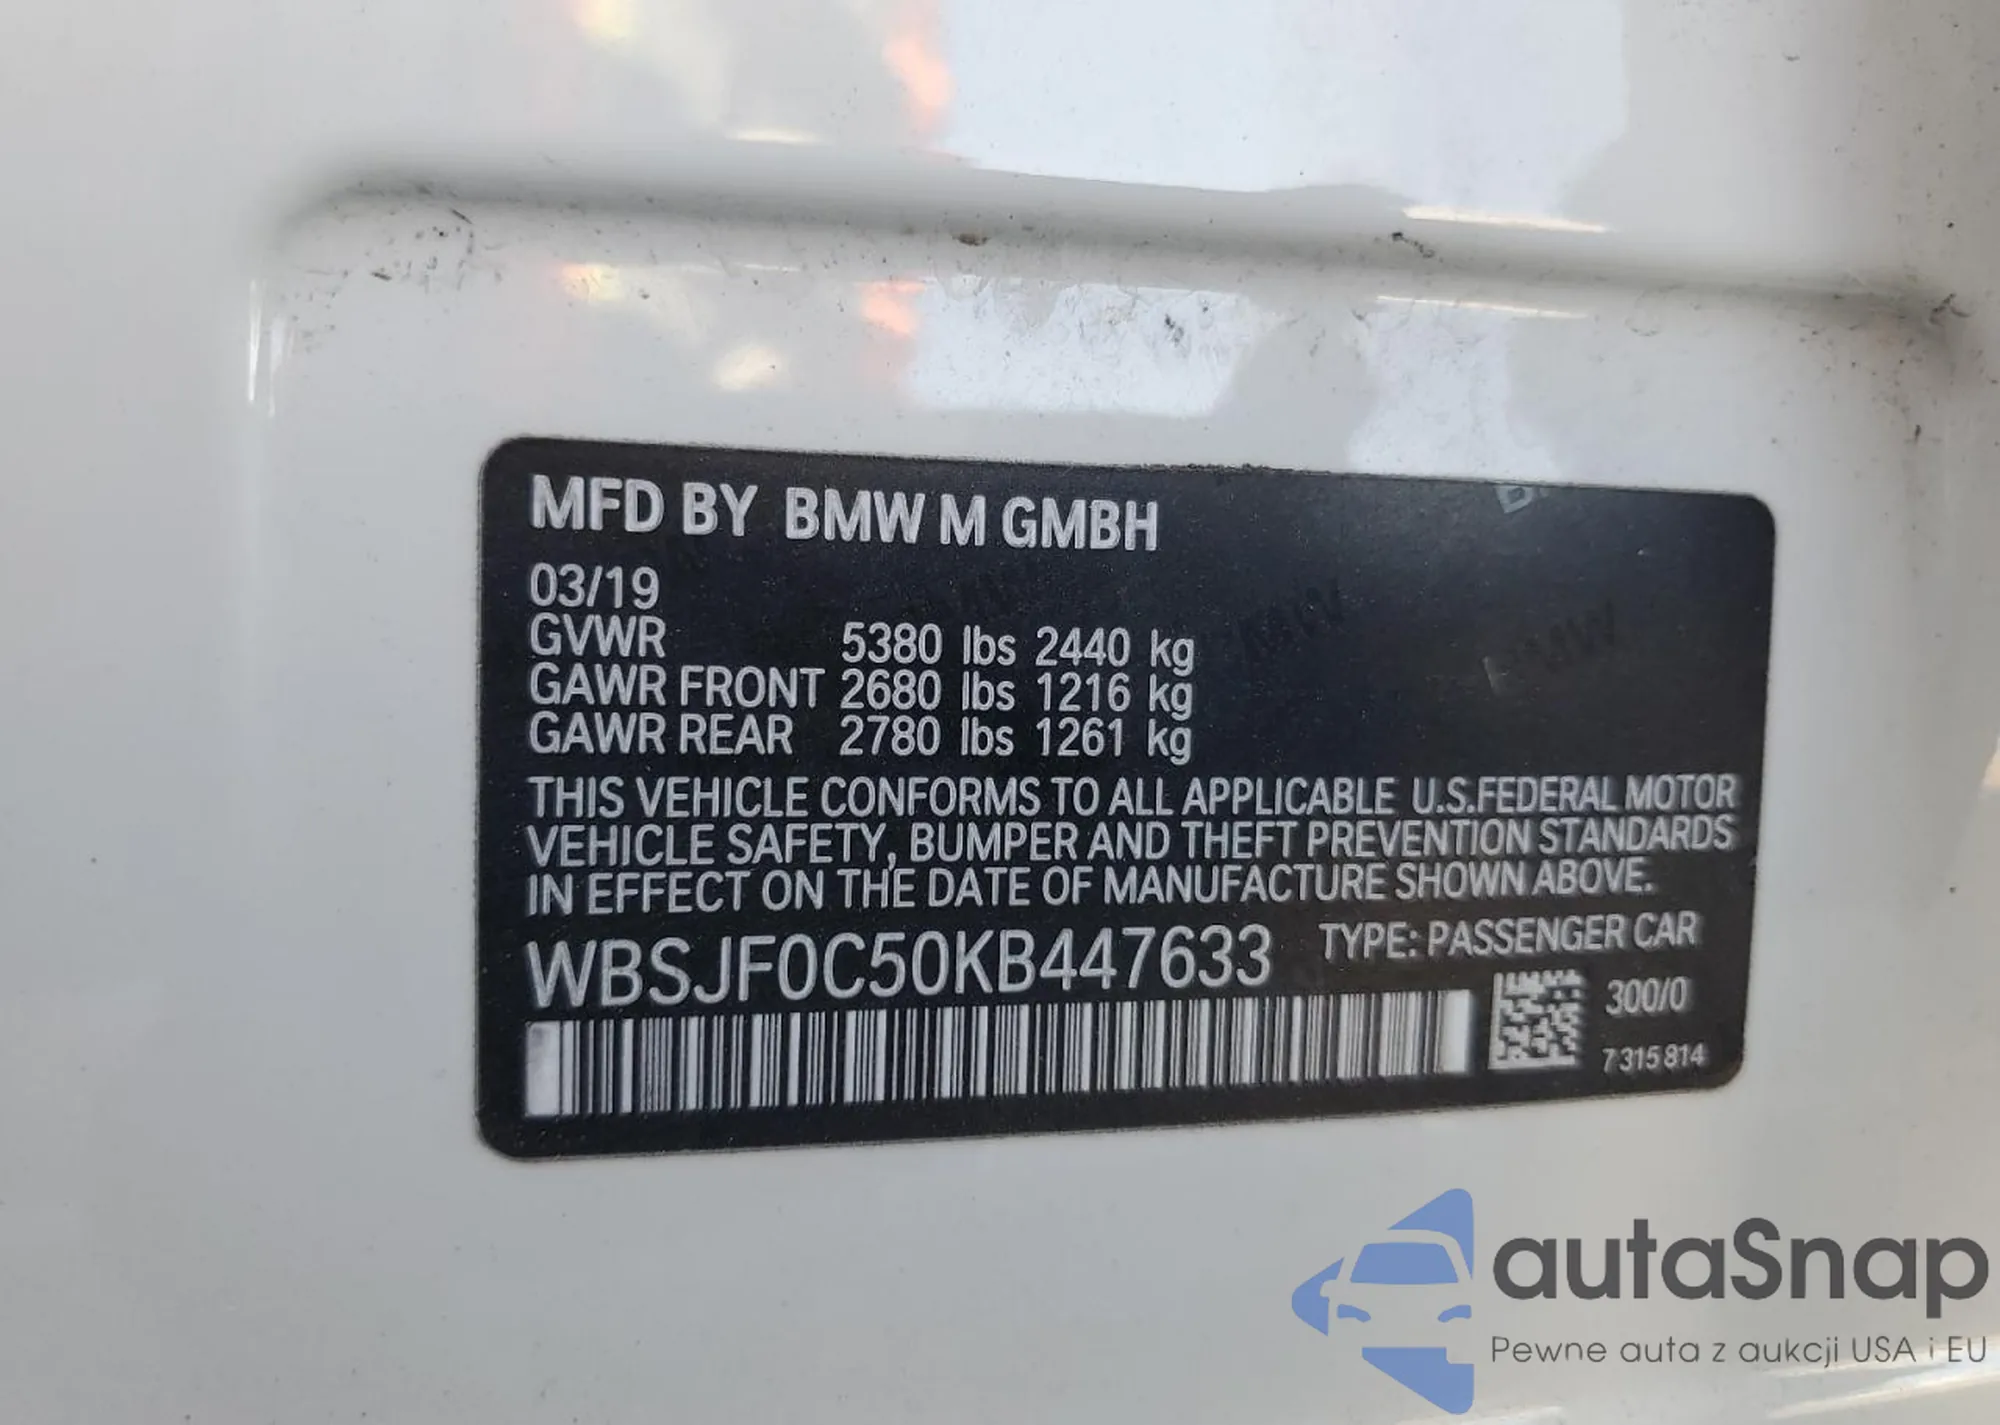 MFD BY BMW M GMBH
03/19
GVWR 5380 lbs 2440 kg
GAWR FRONT 2680 lbs 1216 kg
GAWR REAR 2780 lbs 1261 kg
THIS VEHICLE CONFORMS TO ALL APPLICABLE U.S.FEDERAL MOTOR
VEHICLE SAFETY, BUMPER AND THEFT PREVENTION STANDARDS
IN EFFECT ON THE DATE OF MANUFACTURE SHOWN ABOVE.
WBSJF0C50KB447633 TYPE: PASSENGER CAR
300/0
7315814
autaSnap
Pewne auta z aukcji USA i EU